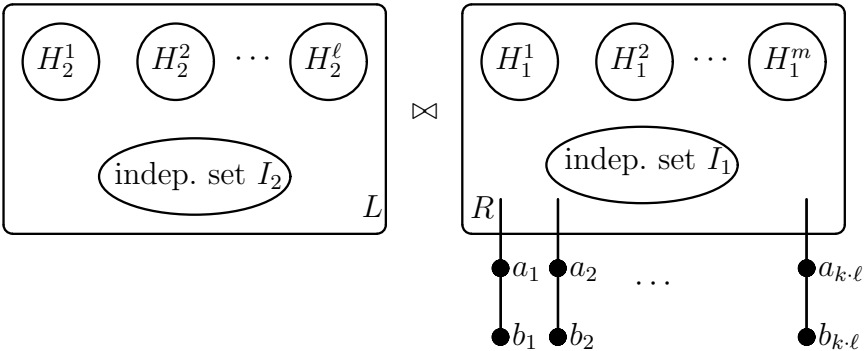 H_2^1 H_2^2 ··· H_2^ℓ H_1^1 H_1^2 ··· H_1^m
⋈
indep. set I_2 indep. set I_1
L R
a_1 a_2 ··· a_{k·ℓ}
b_1 b_2 b_{k·ℓ}